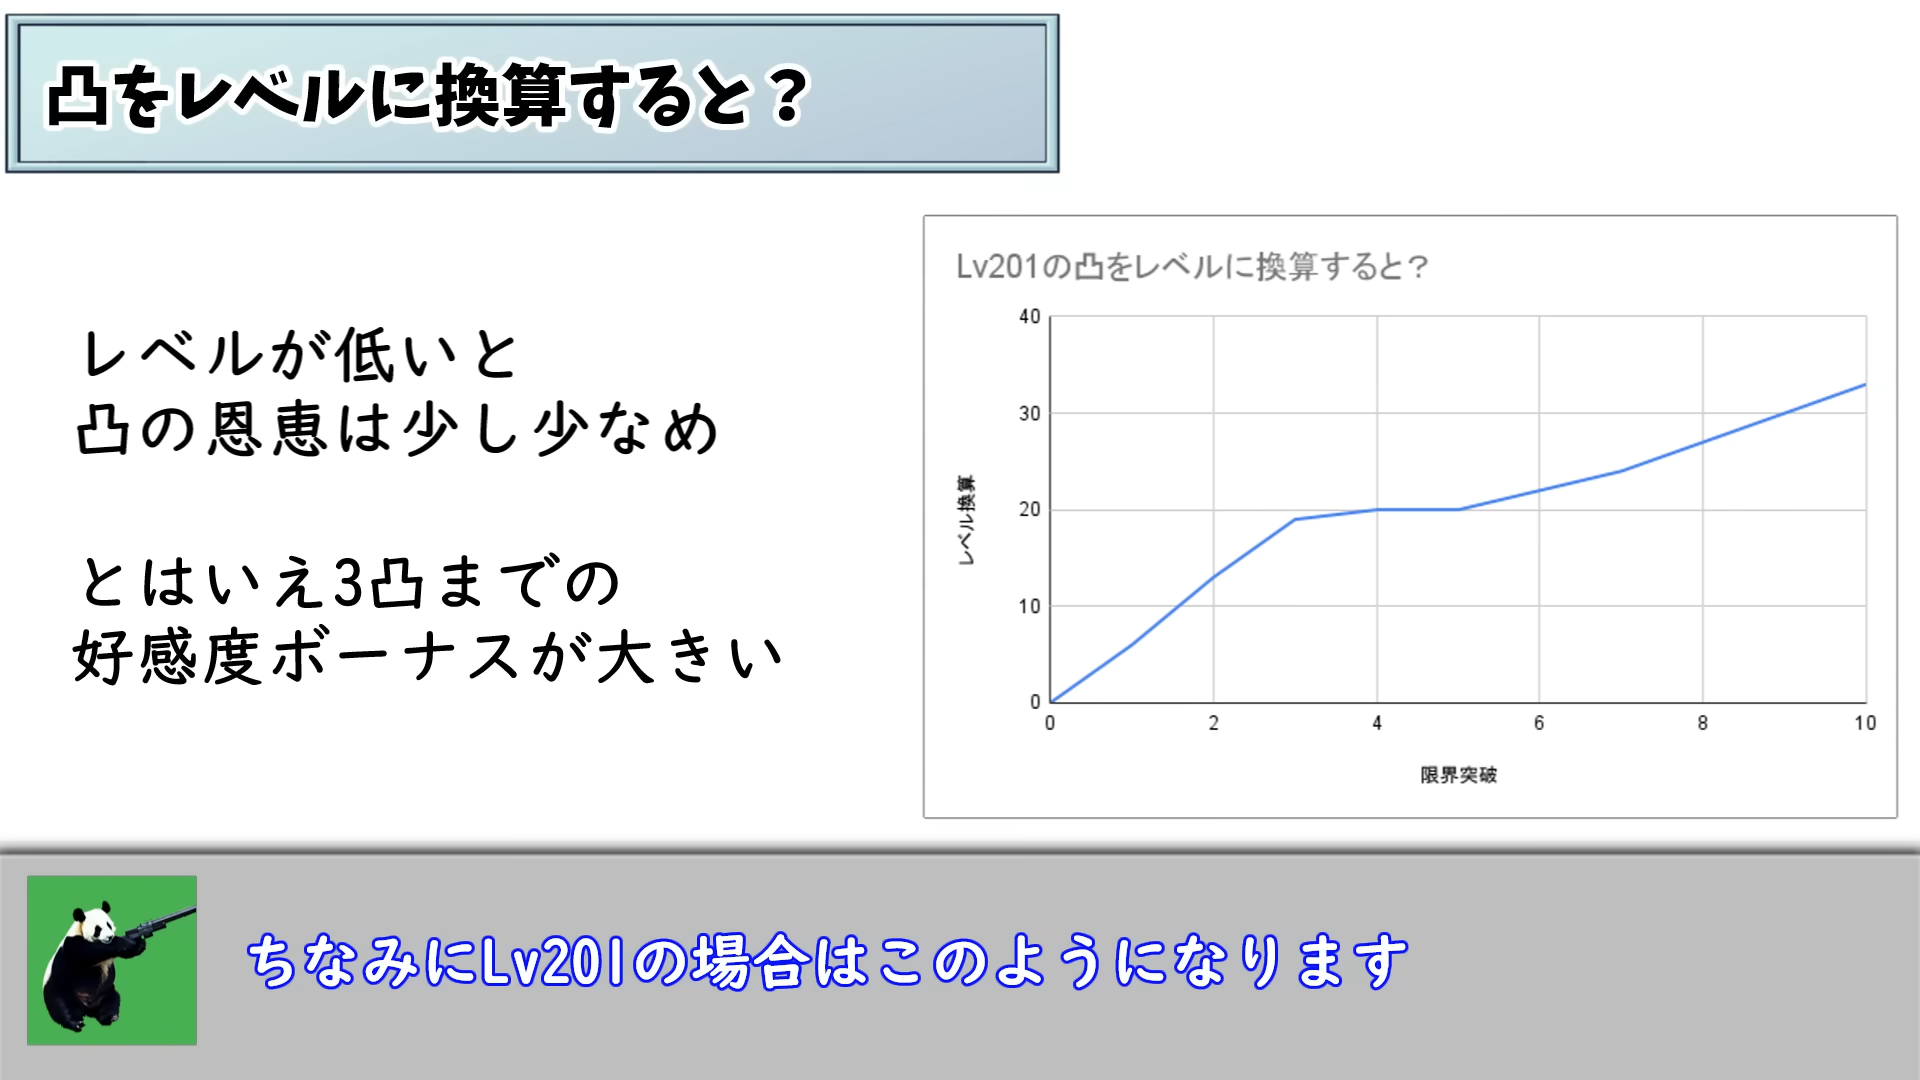 凸をレベルに換算すると？
レベルが低いと
凸の恩恵は少し少なめ
とはいえ3凸までの
好感度ボーナスが大きい
Lv201の凸をレベルに換算すると？
40
30
20
10
0
レベル換算
0 2 4 6 8 10
限界突破
ちなみにLv201の場合はこのようになります